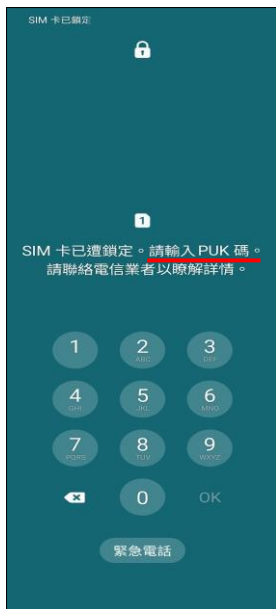 SIM 卡已鎖定
1
SIM 卡已遭鎖定。請輸入 PUK 碼。
請聯絡電信業者以瞭解詳情。
1 2 3
ABC DEF
4 5 6
GHI JKL MNO
7 8 9
PQRS TUV WXYZ
0 OK
緊急電話